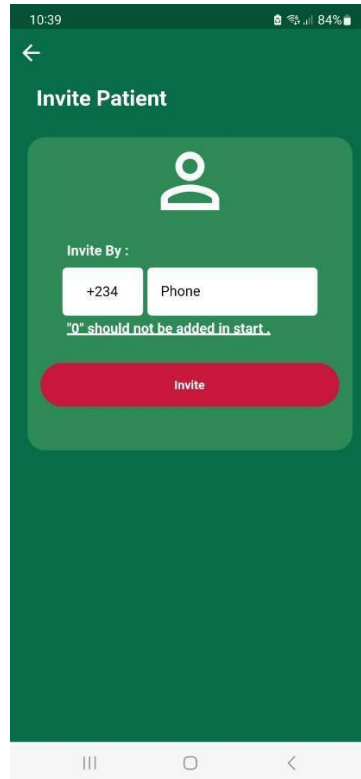 10:39
84%
Invite Patient
Invite By :
+234
Phone
"0" should not be added in start .
Invite